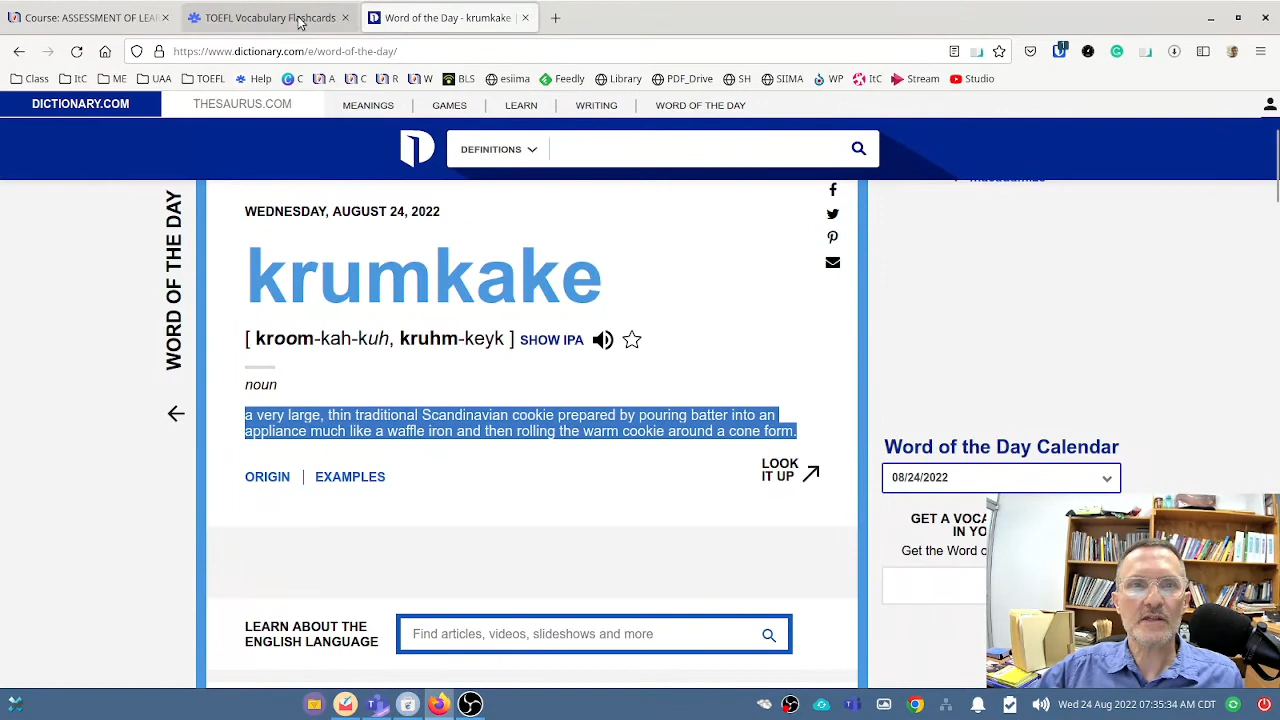 Course: ASSESSMENT OF LEA
TOEFL Vocabulary Flashcards
Word of the Day - krumkake
https://www.dictionary.com/e/word-of-the-day/
Class ItC ME UAA TOEFL Help C A C R W BLS esiima Feedly Library PDF_Drive SH SIIMA WP ItC Stream Studio
DICTIONARY.COM THESAURUS.COM MEANINGS GAMES LEARN WRITING WORD OF THE DAY
DEFINITIONS
WORD OF THE DAY
WEDNESDAY, AUGUST 24, 2022
krumkake
[ kroom-kah-kuh, kruhm-keyk ] SHOW IPA
noun
a very large, thin traditional Scandinavian cookie prepared by pouring batter into an
appliance much like a waffle iron and then rolling the warm cookie around a cone form.
ORIGIN | EXAMPLES
LOOK
IT UP
Word of the Day Calendar
08/24/2022
GET A VOCA
IN YO
Get the Word o
LEARN ABOUT THE
ENGLISH LANGUAGE
Find articles, videos, slideshows and more
Wed 24 Aug 2022 07:35:34 AM CDT